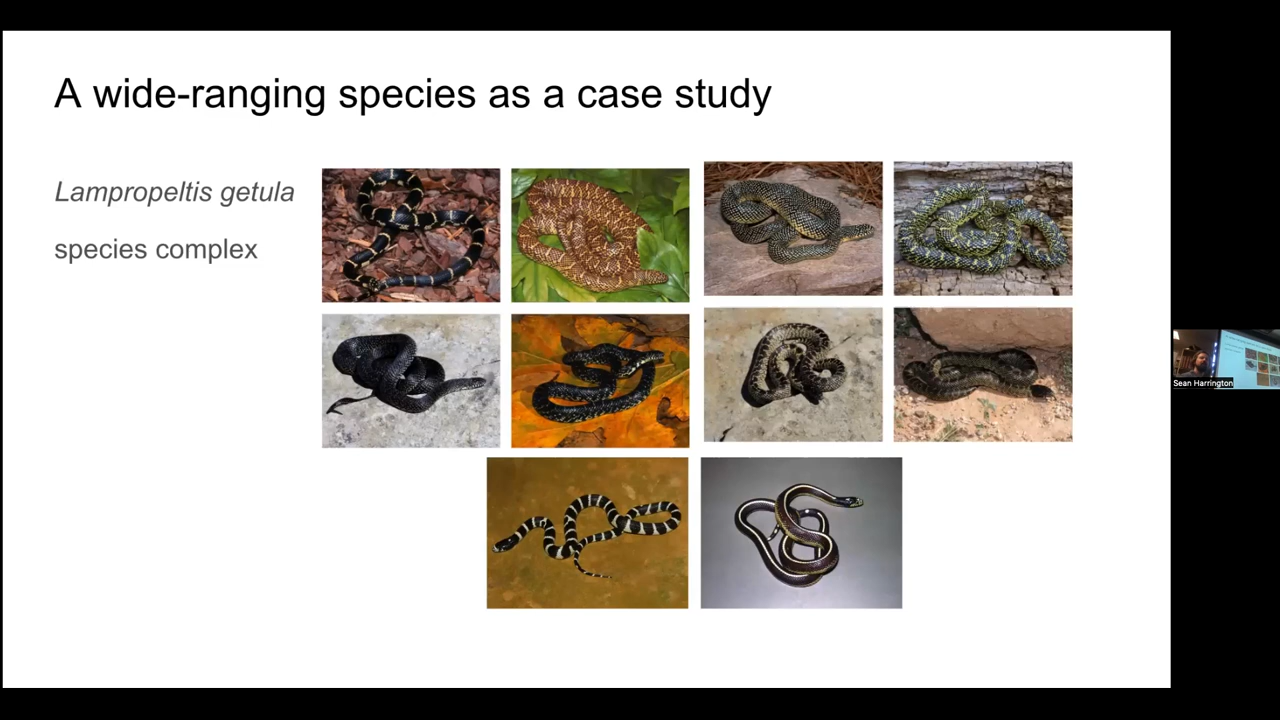 A wide-ranging species as a case study
Lampropeltis getula
species complex
Sean Harrington